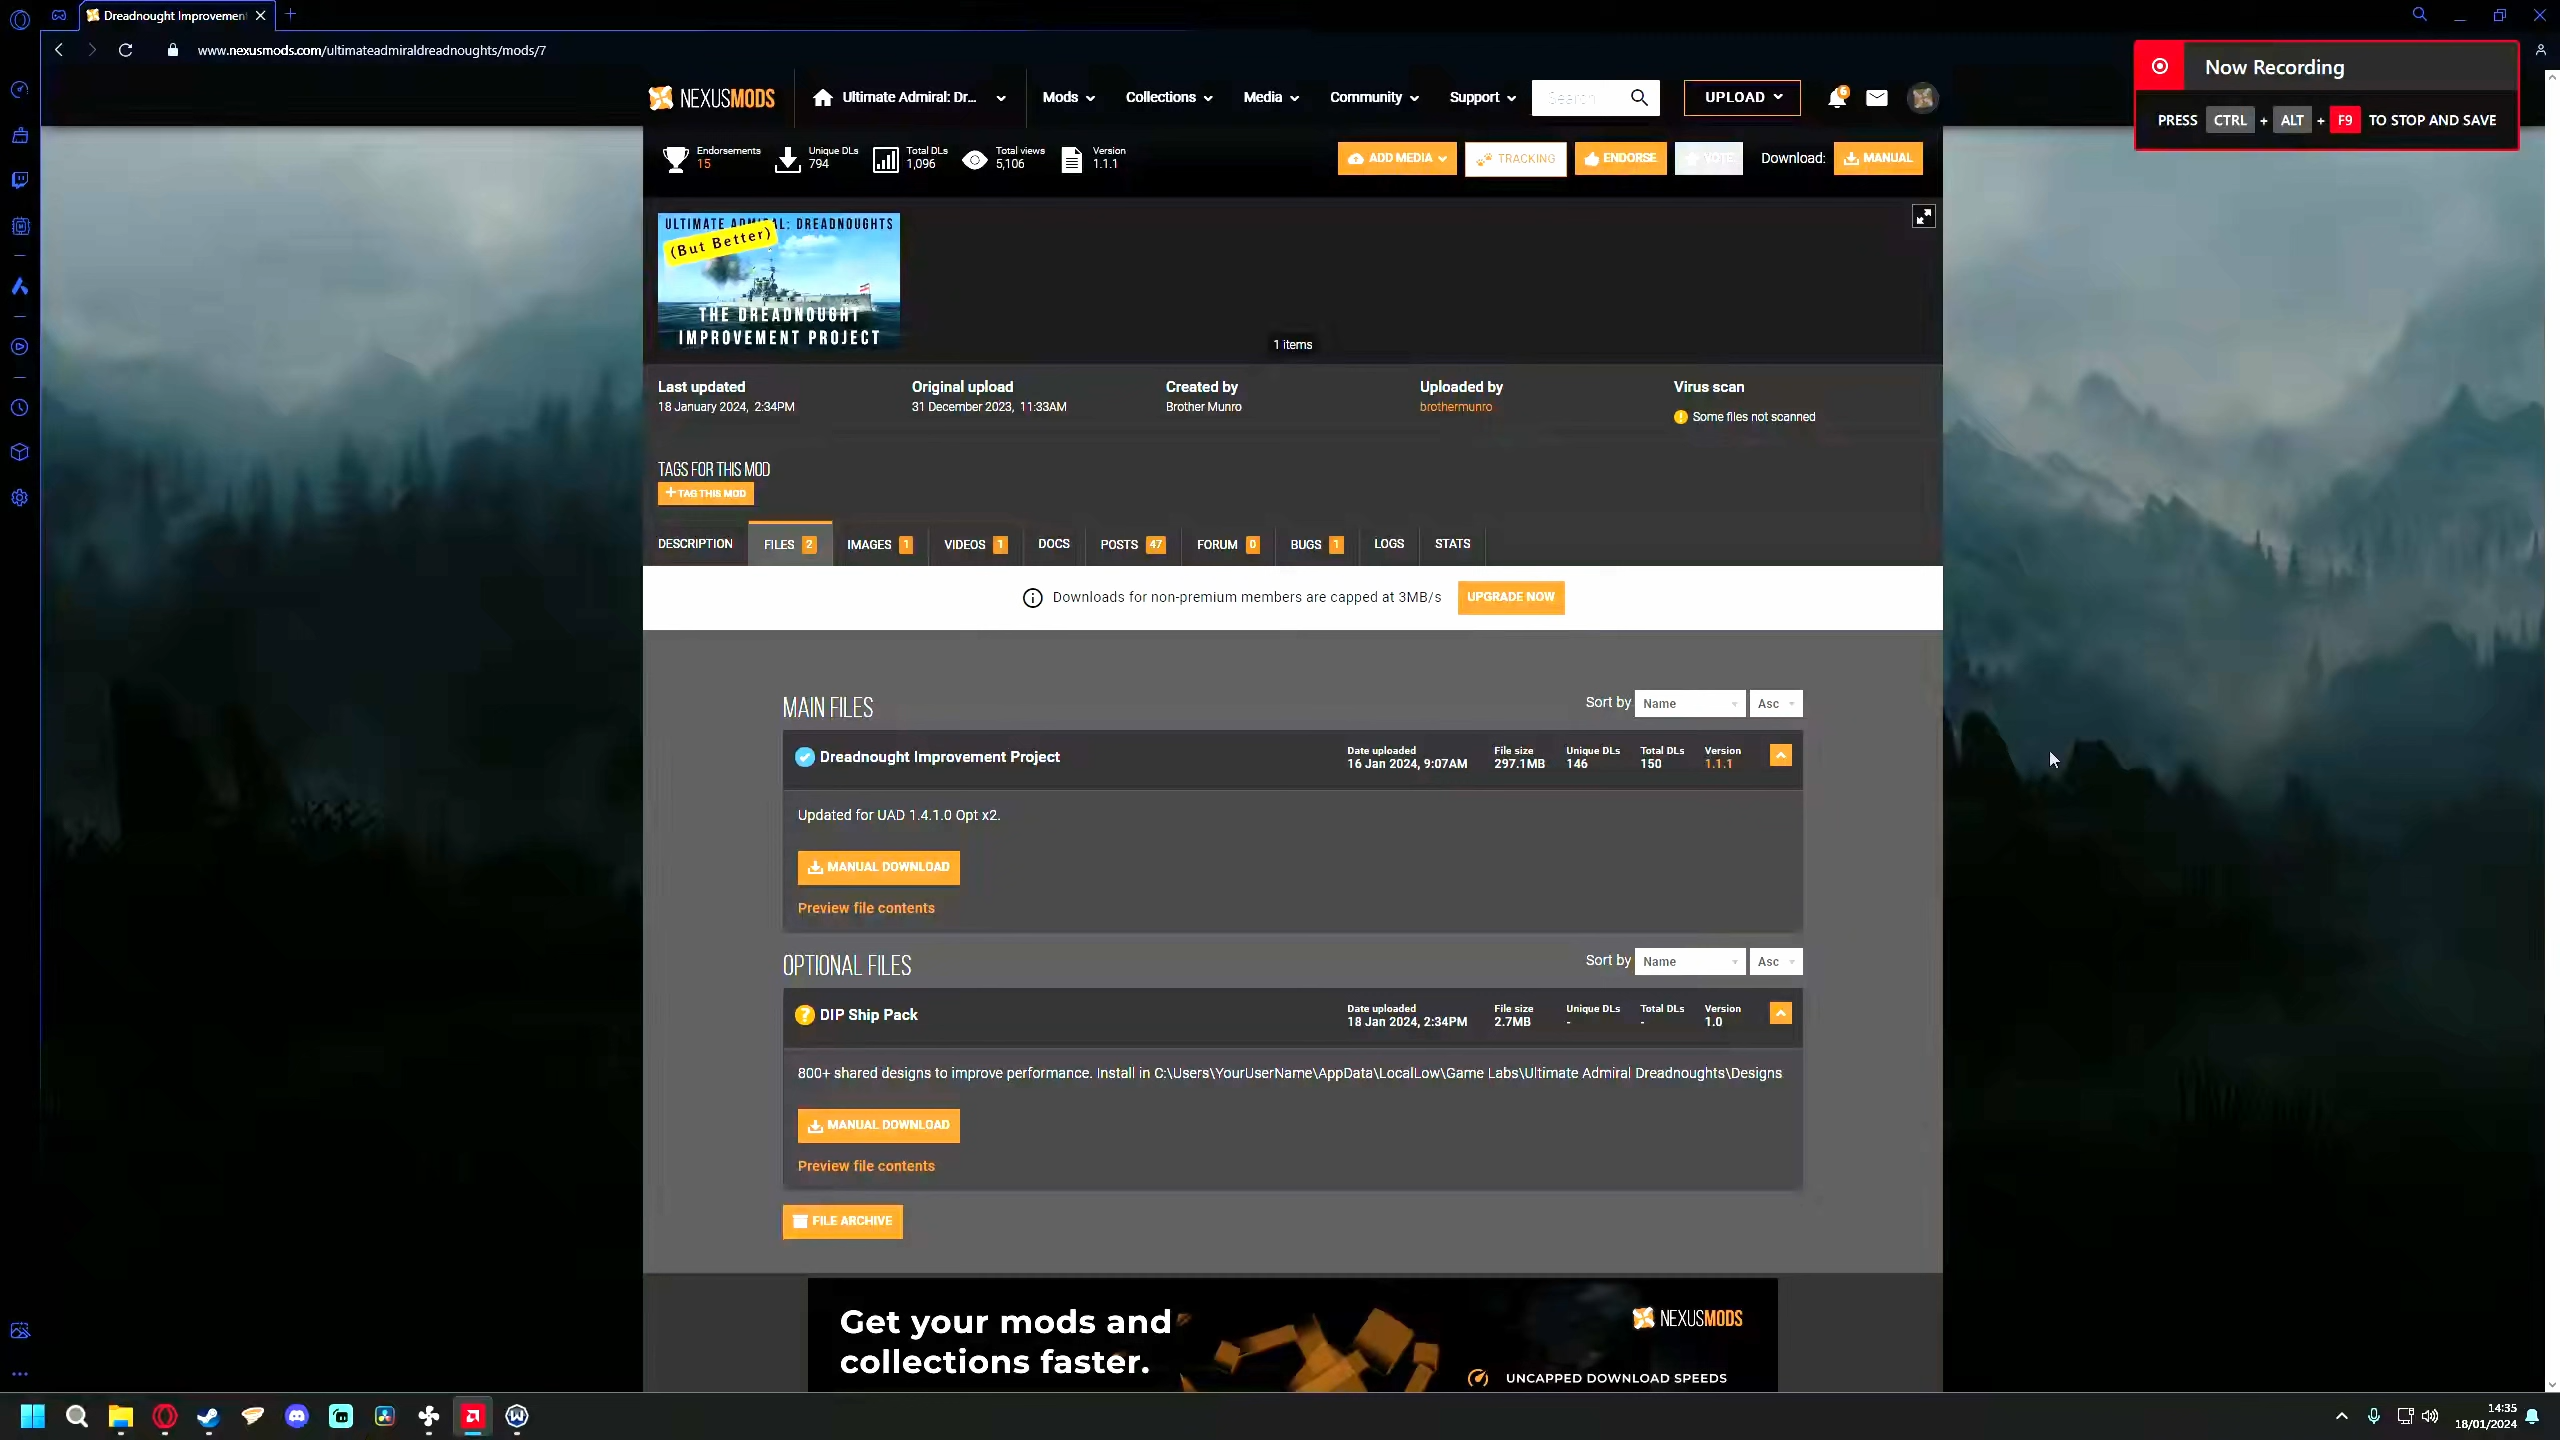 Dreadnought Improvement
www.nexusmods.com/ultimateadmiraldreadnoughts/mods/7
Now Recording
PRESS CTRL + ALT + F9 TO STOP AND SAVE
NEXUSMODS
Ultimate Admiral: Dr...
Mods
Collections
Media
Community
Support
Search
UPLOAD
6
Endorsements
15
Unique DLs
794
Total DLs
1,096
Total views
5,106
Version
1.1.1
ADD MEDIA
TRACKING
ENDORSE
VOTE
Download:
MANUAL
ULTIMATE ADMIRAL: DREADNOUGHTS
(But Better)
THE DREADNOUGHT
IMPROVEMENT PROJECT
1 items
Last updated
18 January 2024, 2:34PM
Original upload
31 December 2023, 11:33AM
Created by
Brother Munro
Uploaded by
brothermunro
Virus scan
Some files not scanned
TAGS FOR THIS MOD
+ TAG THIS MOD
DESCRIPTION
FILES 2
IMAGES 1
VIDEOS 1
DOCS
POSTS 47
FORUM 0
BUGS 1
LOGS
STATS
Downloads for non-premium members are capped at 3MB/s
UPGRADE NOW
MAIN FILES
Sort by Name Asc
Dreadnought Improvement Project
Date uploaded
16 Jan 2024, 9:07AM
File size
297.1MB
Unique DLs
146
Total DLs
150
Version
1.1.1
Updated for UAD 1.4.1.0 Opt x2.
MANUAL DOWNLOAD
Preview file contents
OPTIONAL FILES
Sort by Name Asc
DIP Ship Pack
Date uploaded
18 Jan 2024, 2:34PM
File size
2.7MB
Unique DLs
-
Total DLs
-
Version
1.0
800+ shared designs to improve performance. Install in C:\Users\YourUserName\AppData\LocalLow\Game Labs\Ultimate Admiral Dreadnoughts\Designs
MANUAL DOWNLOAD
Preview file contents
FILE ARCHIVE
Get your mods and
collections faster.
NEXUSMODS
UNCAPPED DOWNLOAD SPEEDS
14:35
18/01/2024